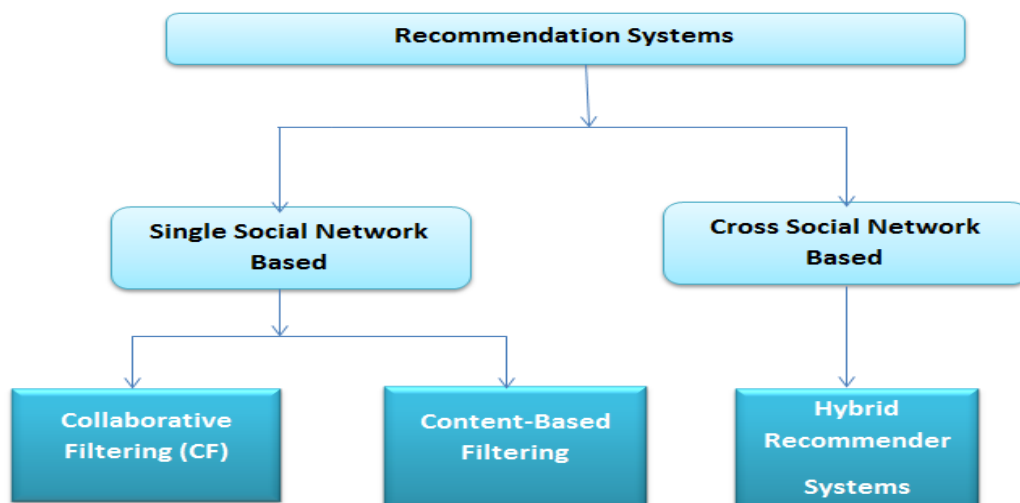 Recommendation Systems
Single Social Network
Based
Cross Social Network
Based
Collaborative
Filtering (CF)
Content-Based
Filtering
Hybrid
Recommender
Systems